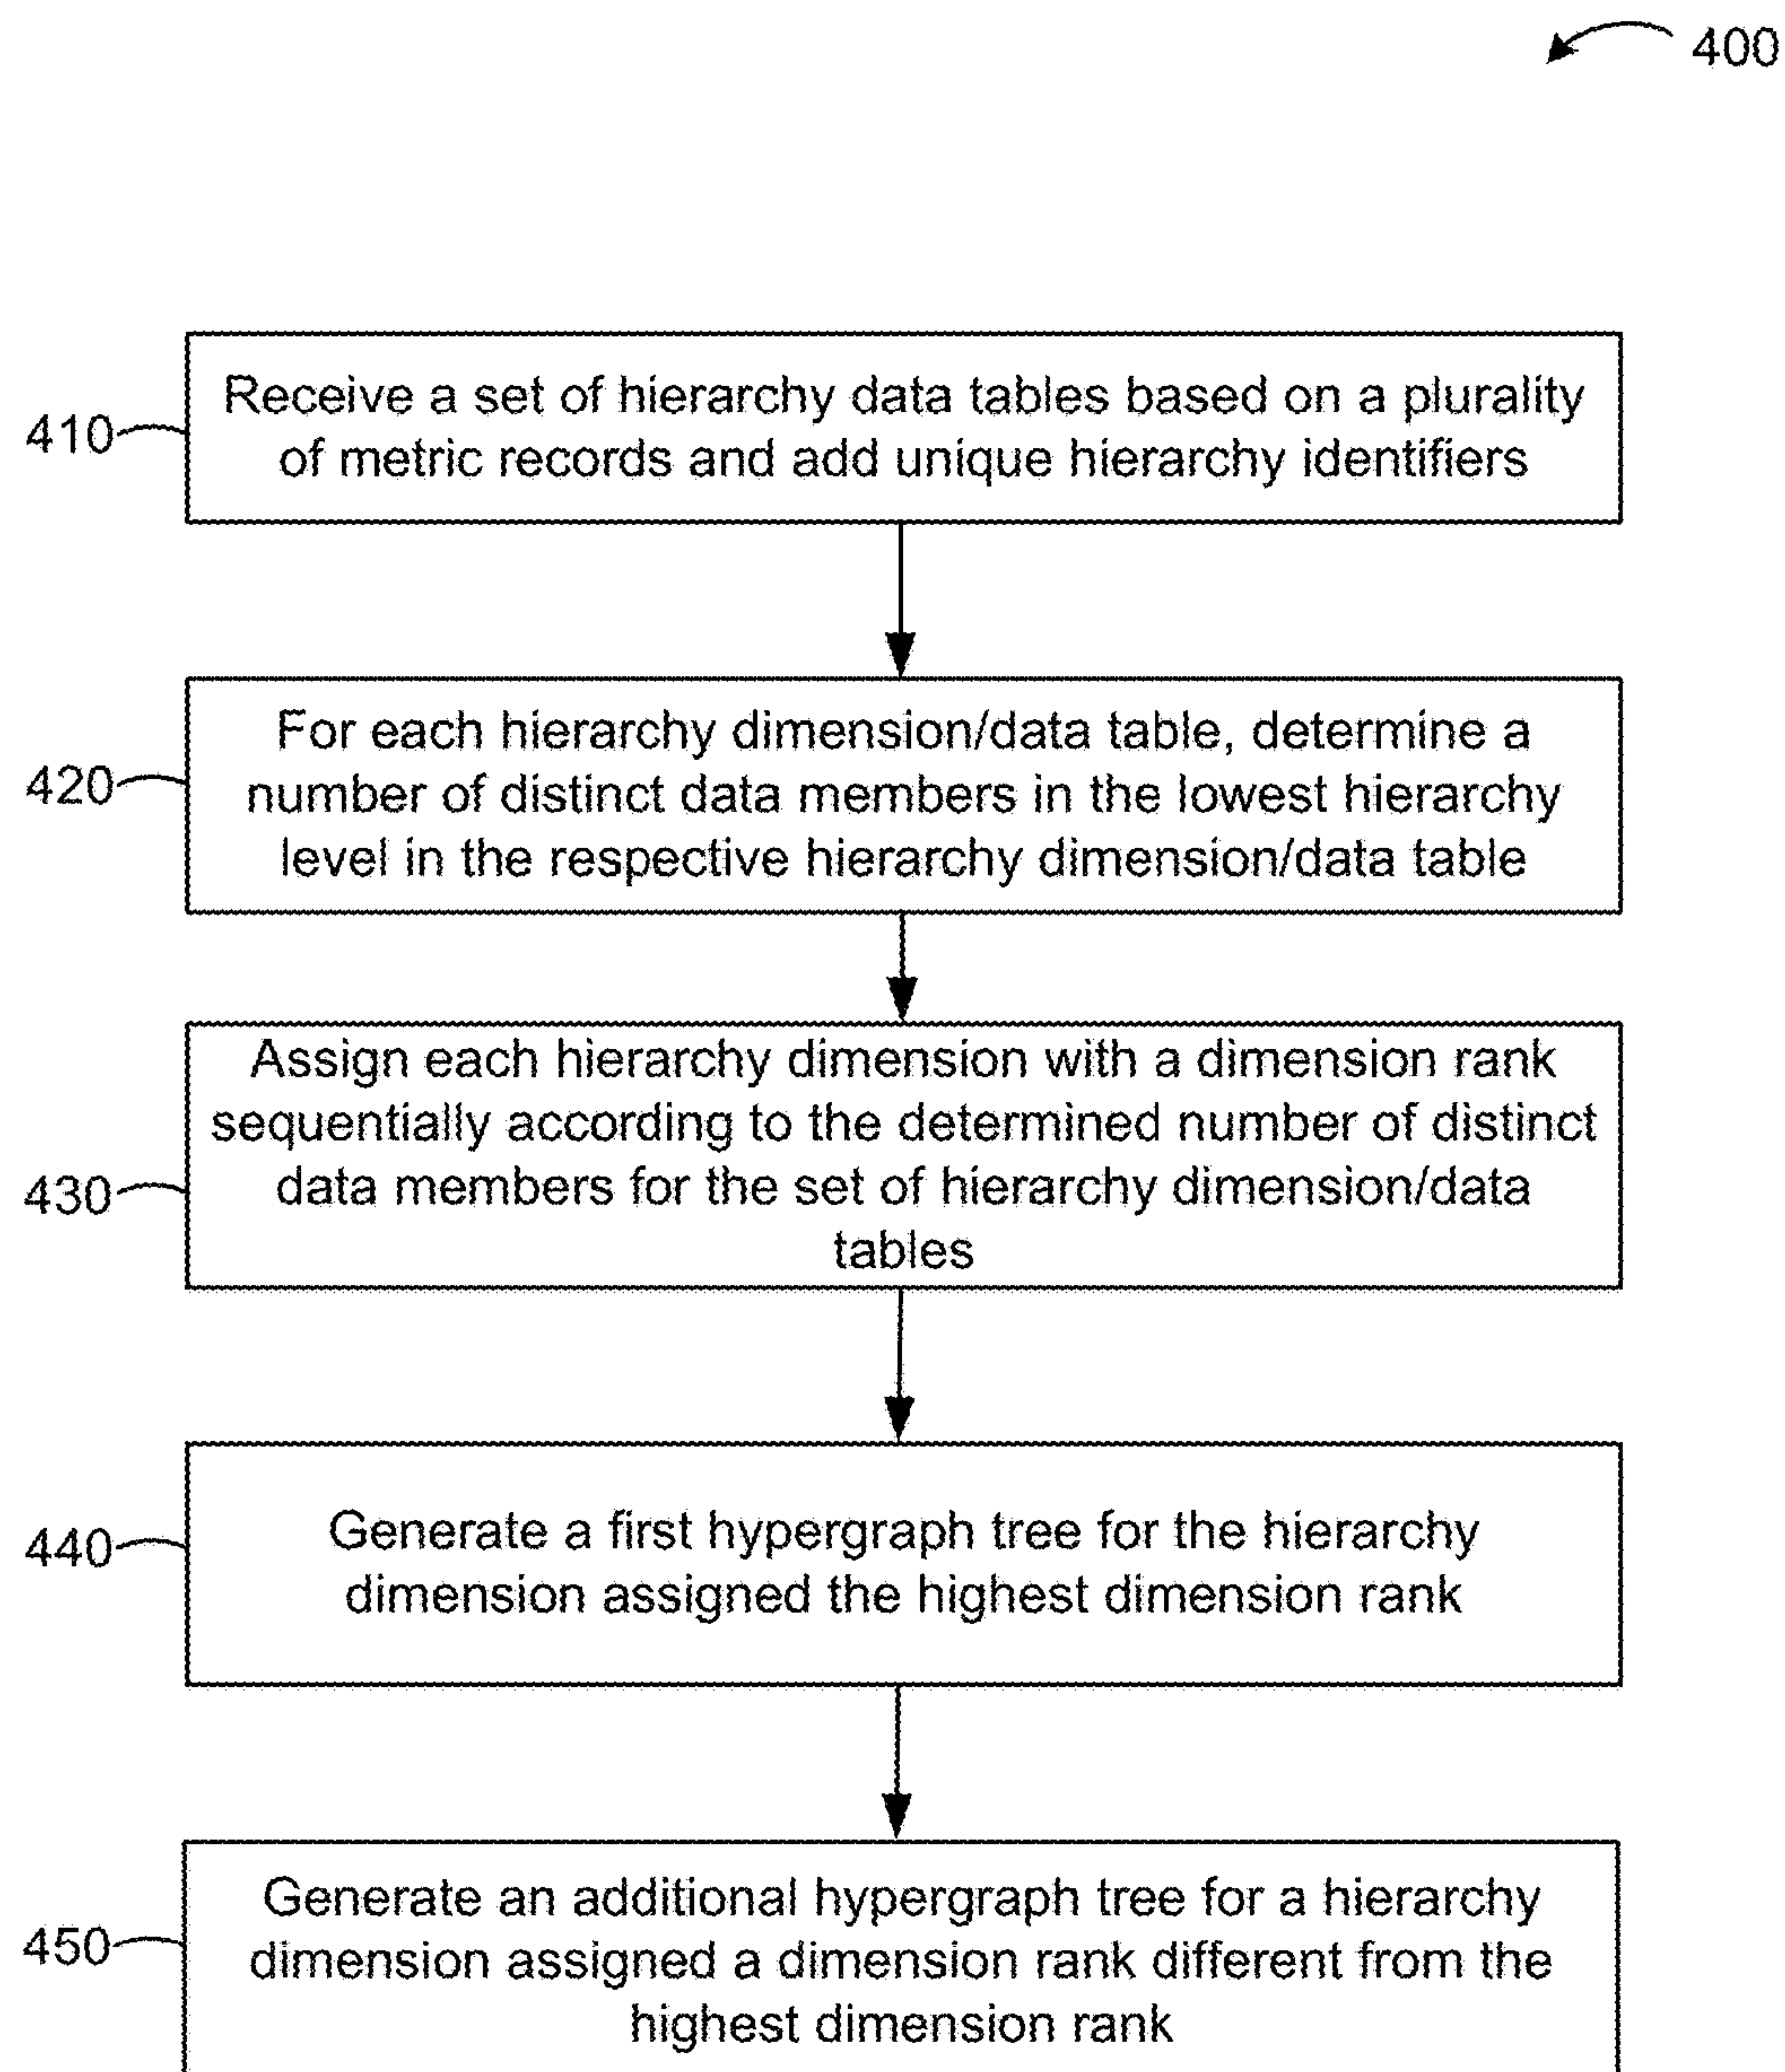 400
410
Receive a set of hierarchy data tables based on a plurality
of metric records and add unique hierarchy identifiers
420
For each hierarchy dimension/data table, determine a
number of distinct data members in the lowest hierarchy
level in the respective hierarchy dimension/data table
430
Assign each hierarchy dimension with a dimension rank
sequentially according to the determined number of distinct
data members for the set of hierarchy dimension/data
tables
440
Generate a first hypergraph tree for the hierarchy
dimension assigned the highest dimension rank
450
Generate an additional hypergraph tree for a hierarchy
dimension assigned a dimension rank different from the
highest dimension rank